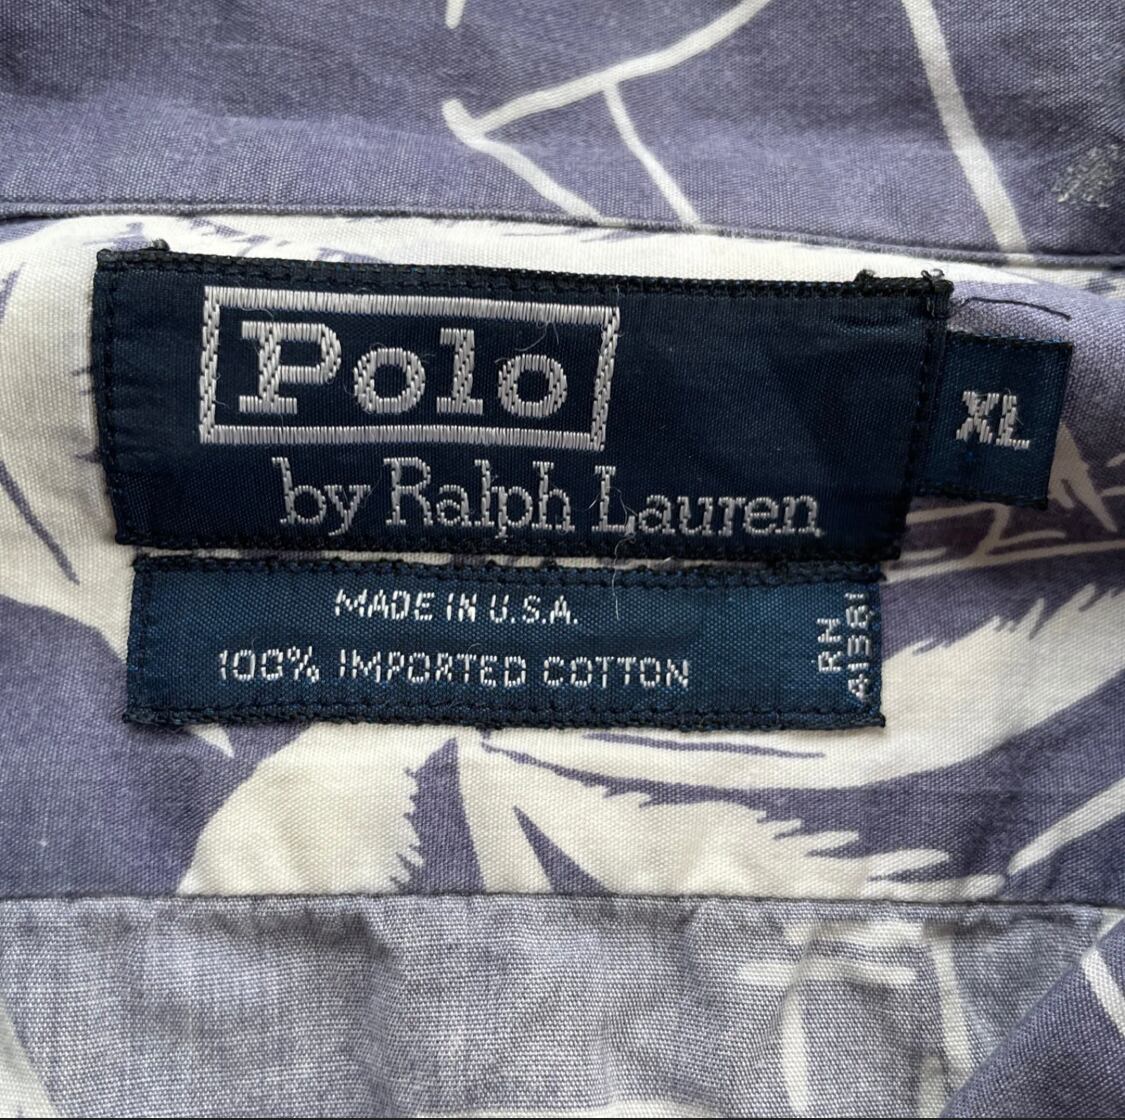 Polo
by Ralph Lauren
XL
MADE IN U.S.A.
100% IMPORTED COTTON
RN
41381